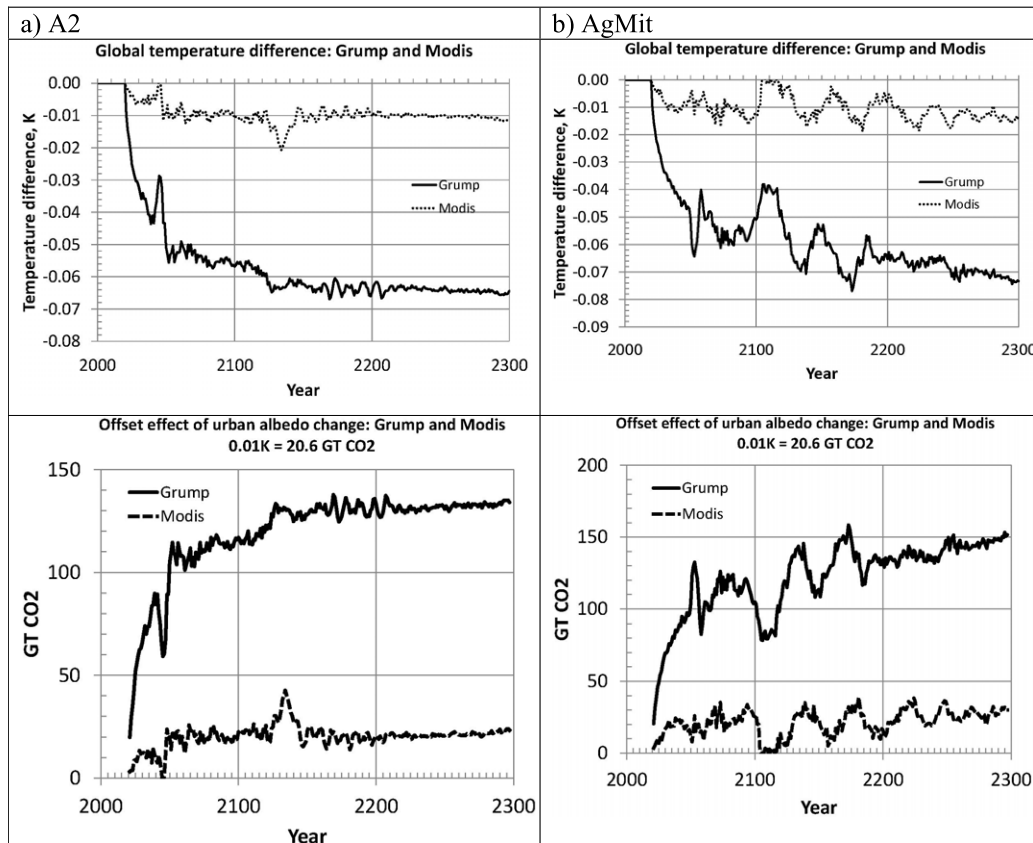 a) A2
b) AgMit
Global temperature difference: Grump and Modis
0.00
-0.01
-0.02
-0.03
-0.04
-0.05
-0.06
-0.07
-0.08
Temperature difference, K
Grump
Modis
2000
2100
2200
2300
Year
Global temperature difference: Grump and Modis
0.00
-0.01
-0.02
-0.03
-0.04
-0.05
-0.06
-0.07
-0.08
-0.09
Temperature difference, K
Grump
Modis
2000
2100
2200
2300
Year
Offset effect of urban albedo change: Grump and Modis
0.01K = 20.6 GT CO2
150
100
50
0
GT CO2
Grump
Modis
2000
2100
2200
2300
Year
Offset effect of urban albedo change: Grump and Modis
0.01K = 20.6 GT CO2
200
150
100
50
0
GT CO2
Grump
Modis
2000
2100
2200
2300
Year